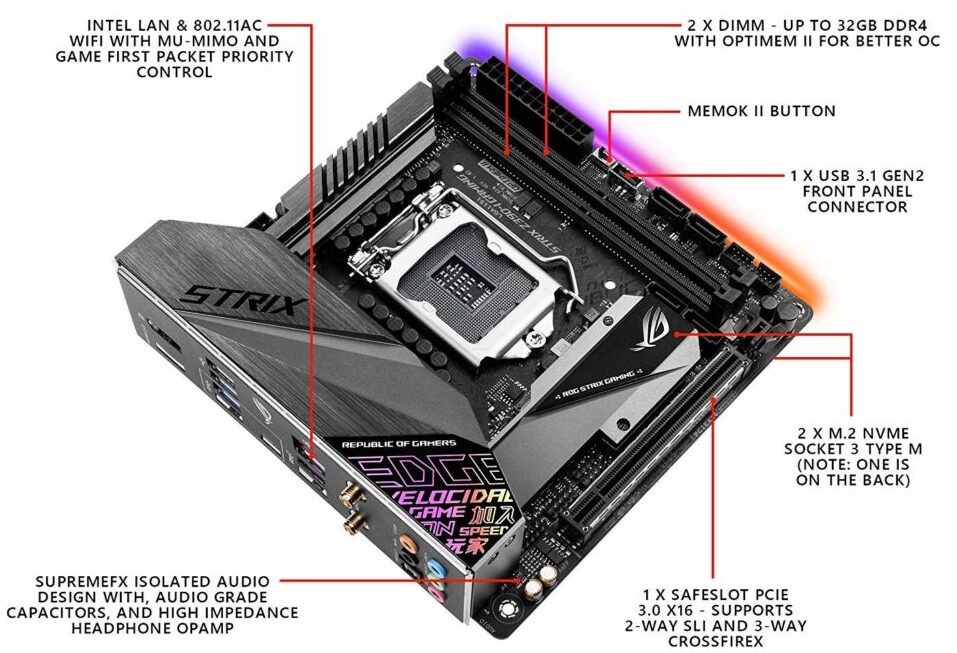 INTEL LAN & 802.11AC
WIFI WITH MU-MIMO AND
GAME FIRST PACKET PRIORITY
CONTROL
2 X DIMM - UP TO 32GB DDR4
WITH OPTIMEM II FOR BETTER OC
MEMOK II BUTTON
1 X USB 3.1 GEN2
FRONT PANEL
CONNECTOR
STRIX Z390-I GAMING
STRIX
ROG STRIX GAMING
2 X M.2 NVME
SOCKET 3 TYPE M
(NOTE: ONE IS
ON THE BACK)
REPUBLIC OF GAMERS
EDGE
VELOCIDAD
GAME 加入
ON SPEED
玩家
SUPREMEFX ISOLATED AUDIO
DESIGN WITH, AUDIO GRADE
CAPACITORS, AND HIGH IMPEDANCE
HEADPHONE OPAMP
AUDIO
1 X SAFESLOT PCIE
3.0 X16 - SUPPORTS
2-WAY SLI AND 3-WAY
CROSSFIREX